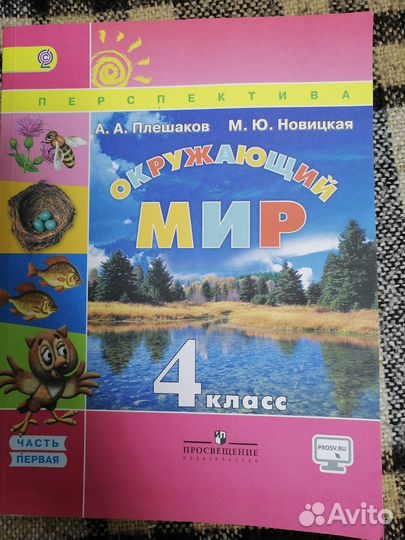 ПЕРСПЕКТИВА
А. А. Плешаков М. Ю. Новицкая
ОКРУЖАЮЩИЙ
МИР
4 класс
ЧАСТЬ
ПЕРВАЯ
ПРОСВЕЩЕНИЕ
ИЗДАТЕЛЬСТВО
PROSV.RU
Avito